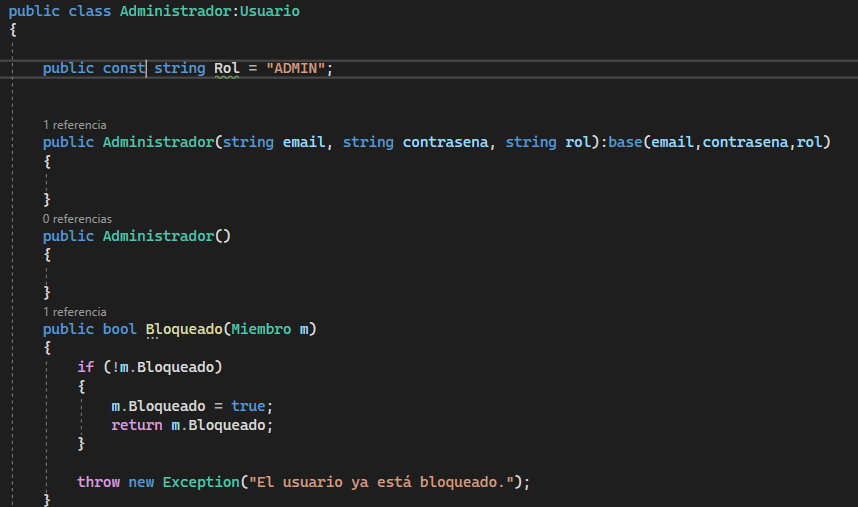 public class Administrador:Usuario
{
public const string Rol = "ADMIN";
1 referencia
public Administrador(string email, string contrasena, string rol):base(email,contrasena,rol)
{
}
0 referencias
public Administrador()
{
}
1 referencia
public bool Bloqueado(Miembro m)
{
if (!m.Bloqueado)
{
m.Bloqueado = true;
return m.Bloqueado;
}
throw new Exception("El usuario ya está bloqueado.");
}